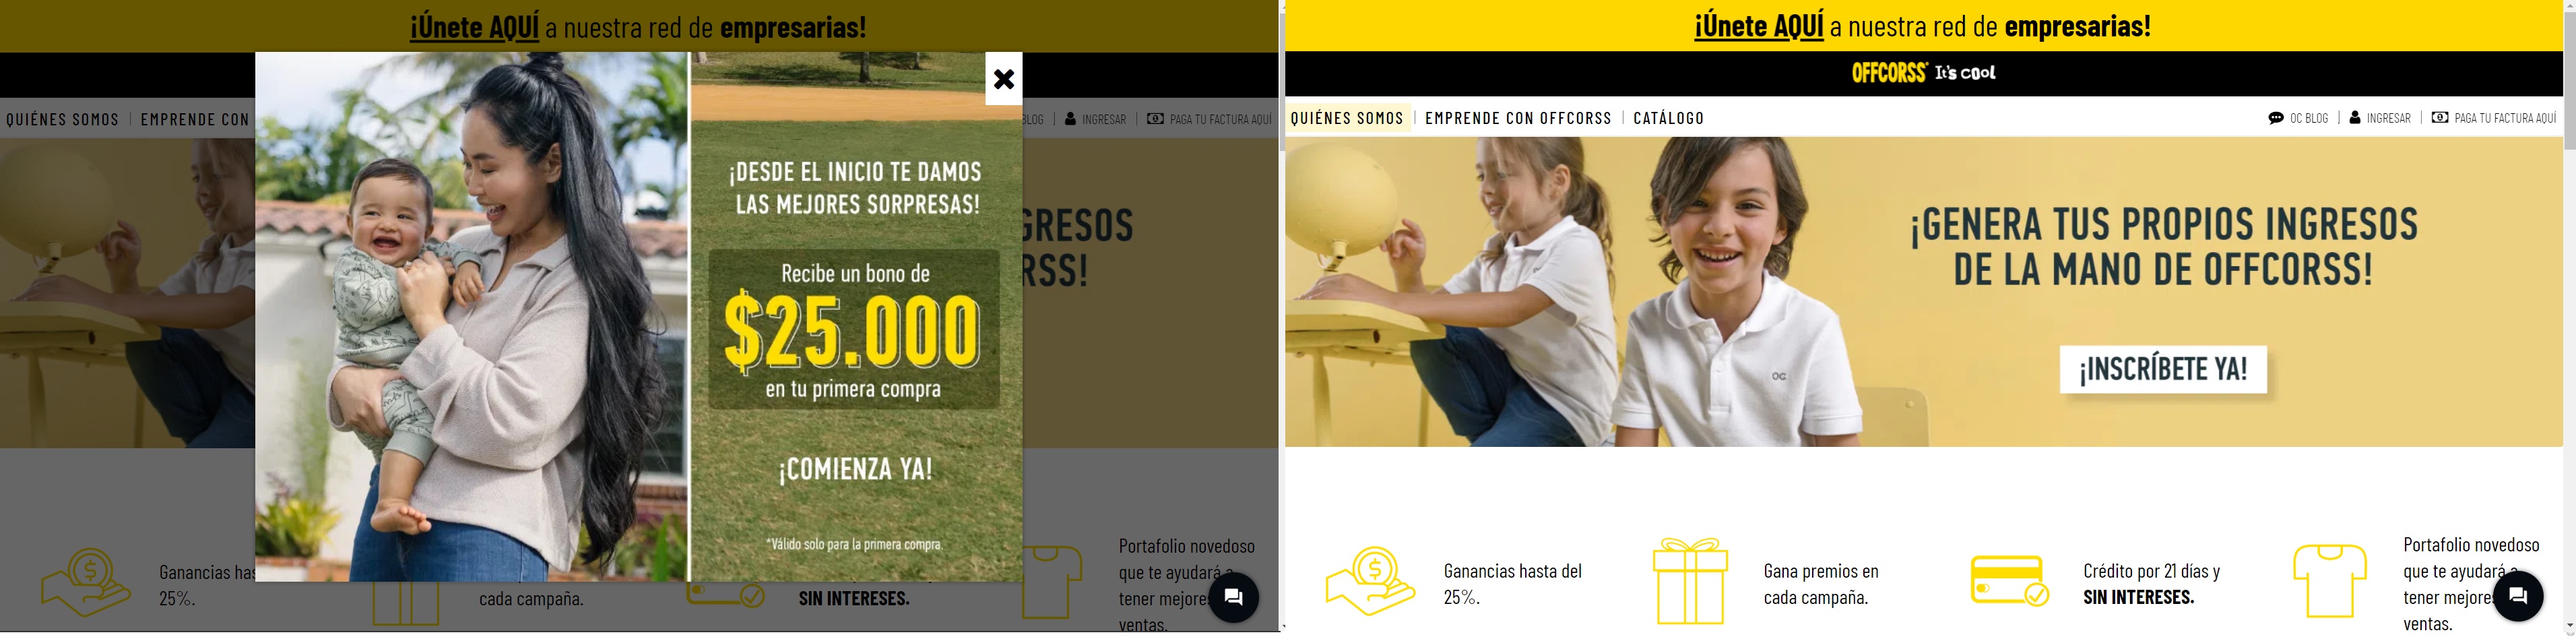 ¡Únete AQUÍ a nuestra red de empresarias!
QUIÉNES SOMOS
EMPRENDE CON
BLOG
INGRESAR
PAGA TU FACTURA AQUÍ
¡DESDE EL INICIO TE DAMOS
LAS MEJORES SORPRESAS!
Recibe un bono de
$25.000
en tu primera compra
¡COMIENZA YA!
*Válido solo para la primera compra.
GRESOS
RSS!
Ganancias has
25%.
cada campaña.
SIN INTERESES.
Portafolio novedoso
que te ayudará a
tener mejores
ventas.
¡Únete AQUÍ a nuestra red de empresarias!
OFFCORSS It's cool
QUIÉNES SOMOS
EMPRENDE CON OFFCORSS
CATÁLOGO
OC BLOG
INGRESAR
PAGA TU FACTURA AQUÍ
¡GENERA TUS PROPIOS INGRESOS
DE LA MANO DE OFFCORSS!
¡INSCRÍBETE YA!
OC
Ganancias hasta del
25%.
Gana premios en
cada campaña.
Crédito por 21 días y
SIN INTERESES.
Portafolio novedoso
que te ayudará a
tener mejores
ventas.